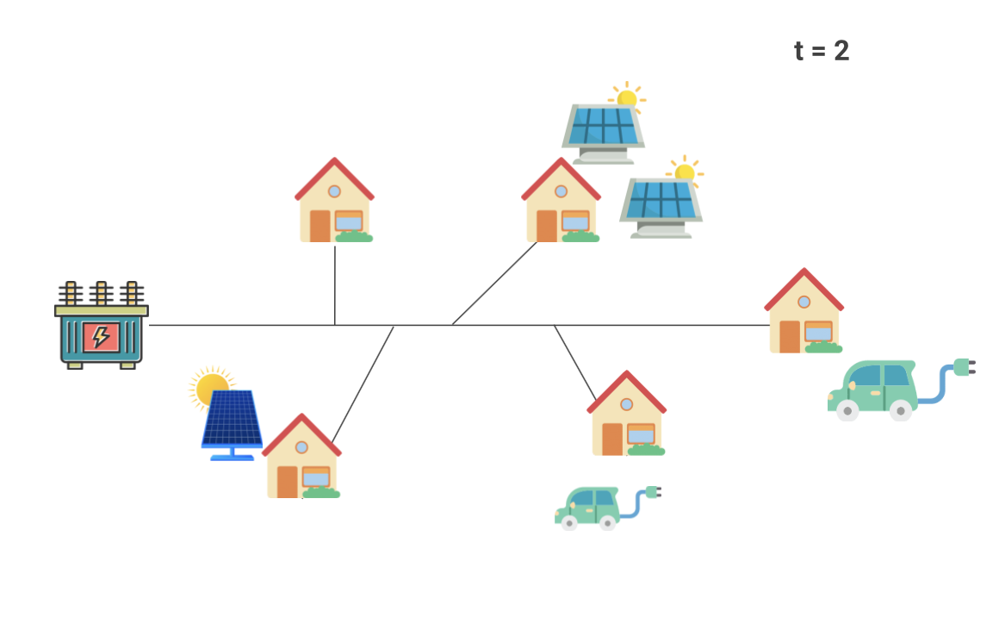 t = 2